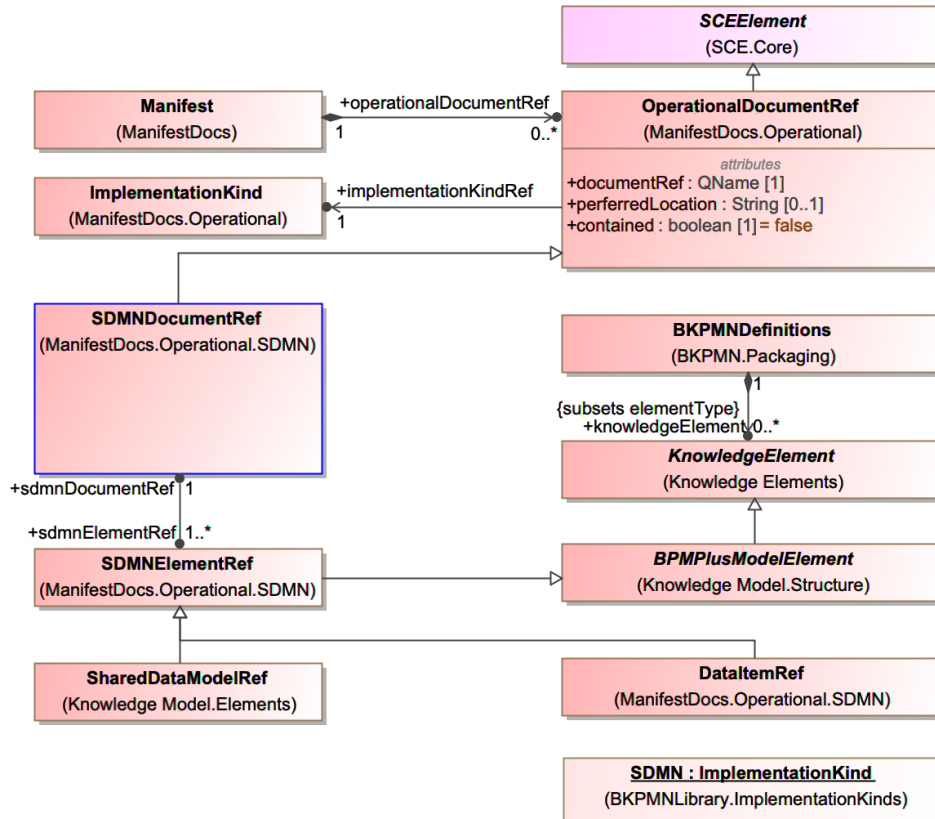 SCEElement
(SCE.Core)
Manifest
(ManifestDocs)
+operationalDocumentRef
1
0..*
OperationalDocumentRef
(ManifestDocs.Operational)
attributes
+documentRef : QName [1]
+perferredLocation : String [0..1]
+contained : boolean [1] = false
ImplementationKind
(ManifestDocs.Operational)
+implementationKindRef
1
SDMNDocumentRef
(ManifestDocs.Operational.SDMN)
BKPMNDefinitions
(BKPMN.Packaging)
1
{subsets elementType}
+knowledgeElement 0..*
KnowledgeElement
(Knowledge Elements)
+sdmnDocumentRef 1
+sdmnElementRef 1..*
SDMNElementRef
(ManifestDocs.Operational.SDMN)
BPMPlusModelElement
(Knowledge Model.Structure)
SharedDataModelRef
(Knowledge Model.Elements)
DataItemRef
(ManifestDocs.Operational.SDMN)
SDMN : ImplementationKind
(BKPMNLibrary.ImplementationKinds)